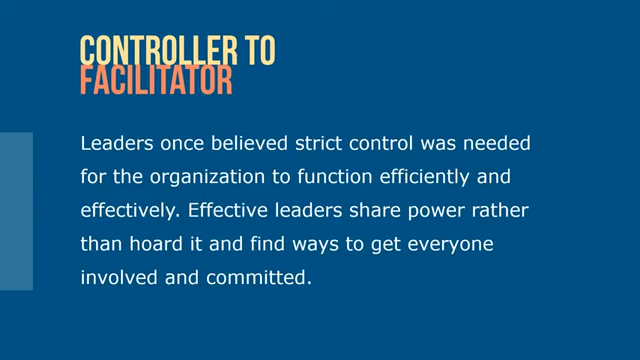 CONTROLLER TO
FACILITATOR
Leaders once believed strict control was needed
for the organization to function efficiently and
effectively. Effective leaders share power rather
than hoard it and find ways to get everyone
involved and committed.